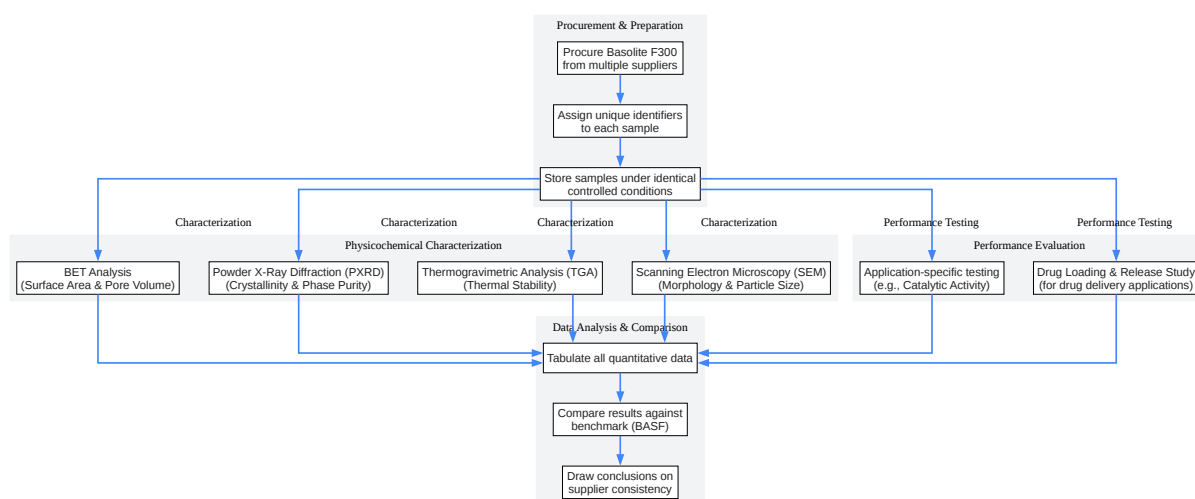 Procurement & Preparation
Procure Basolite F300
from multiple suppliers
Assign unique identifiers
to each sample
Store samples under identical
controlled conditions
Characterization
Characterization
Characterization
Characterization
Performance Testing
Performance Testing
Physicochemical Characterization
Performance Evaluation
BET Analysis
(Surface Area & Pore Volume)
Powder X-Ray Diffraction (PXRD)
(Crystallinity & Phase Purity)
Thermogravimetric Analysis (TGA)
(Thermal Stability)
Scanning Electron Microscopy (SEM)
(Morphology & Particle Size)
Application-specific testing
(e.g., Catalytic Activity)
Drug Loading & Release Study
(for drug delivery applications)
Data Analysis & Comparison
Tabulate all quantitative data
Compare results against
benchmark (BASF)
Draw conclusions on
supplier consistency